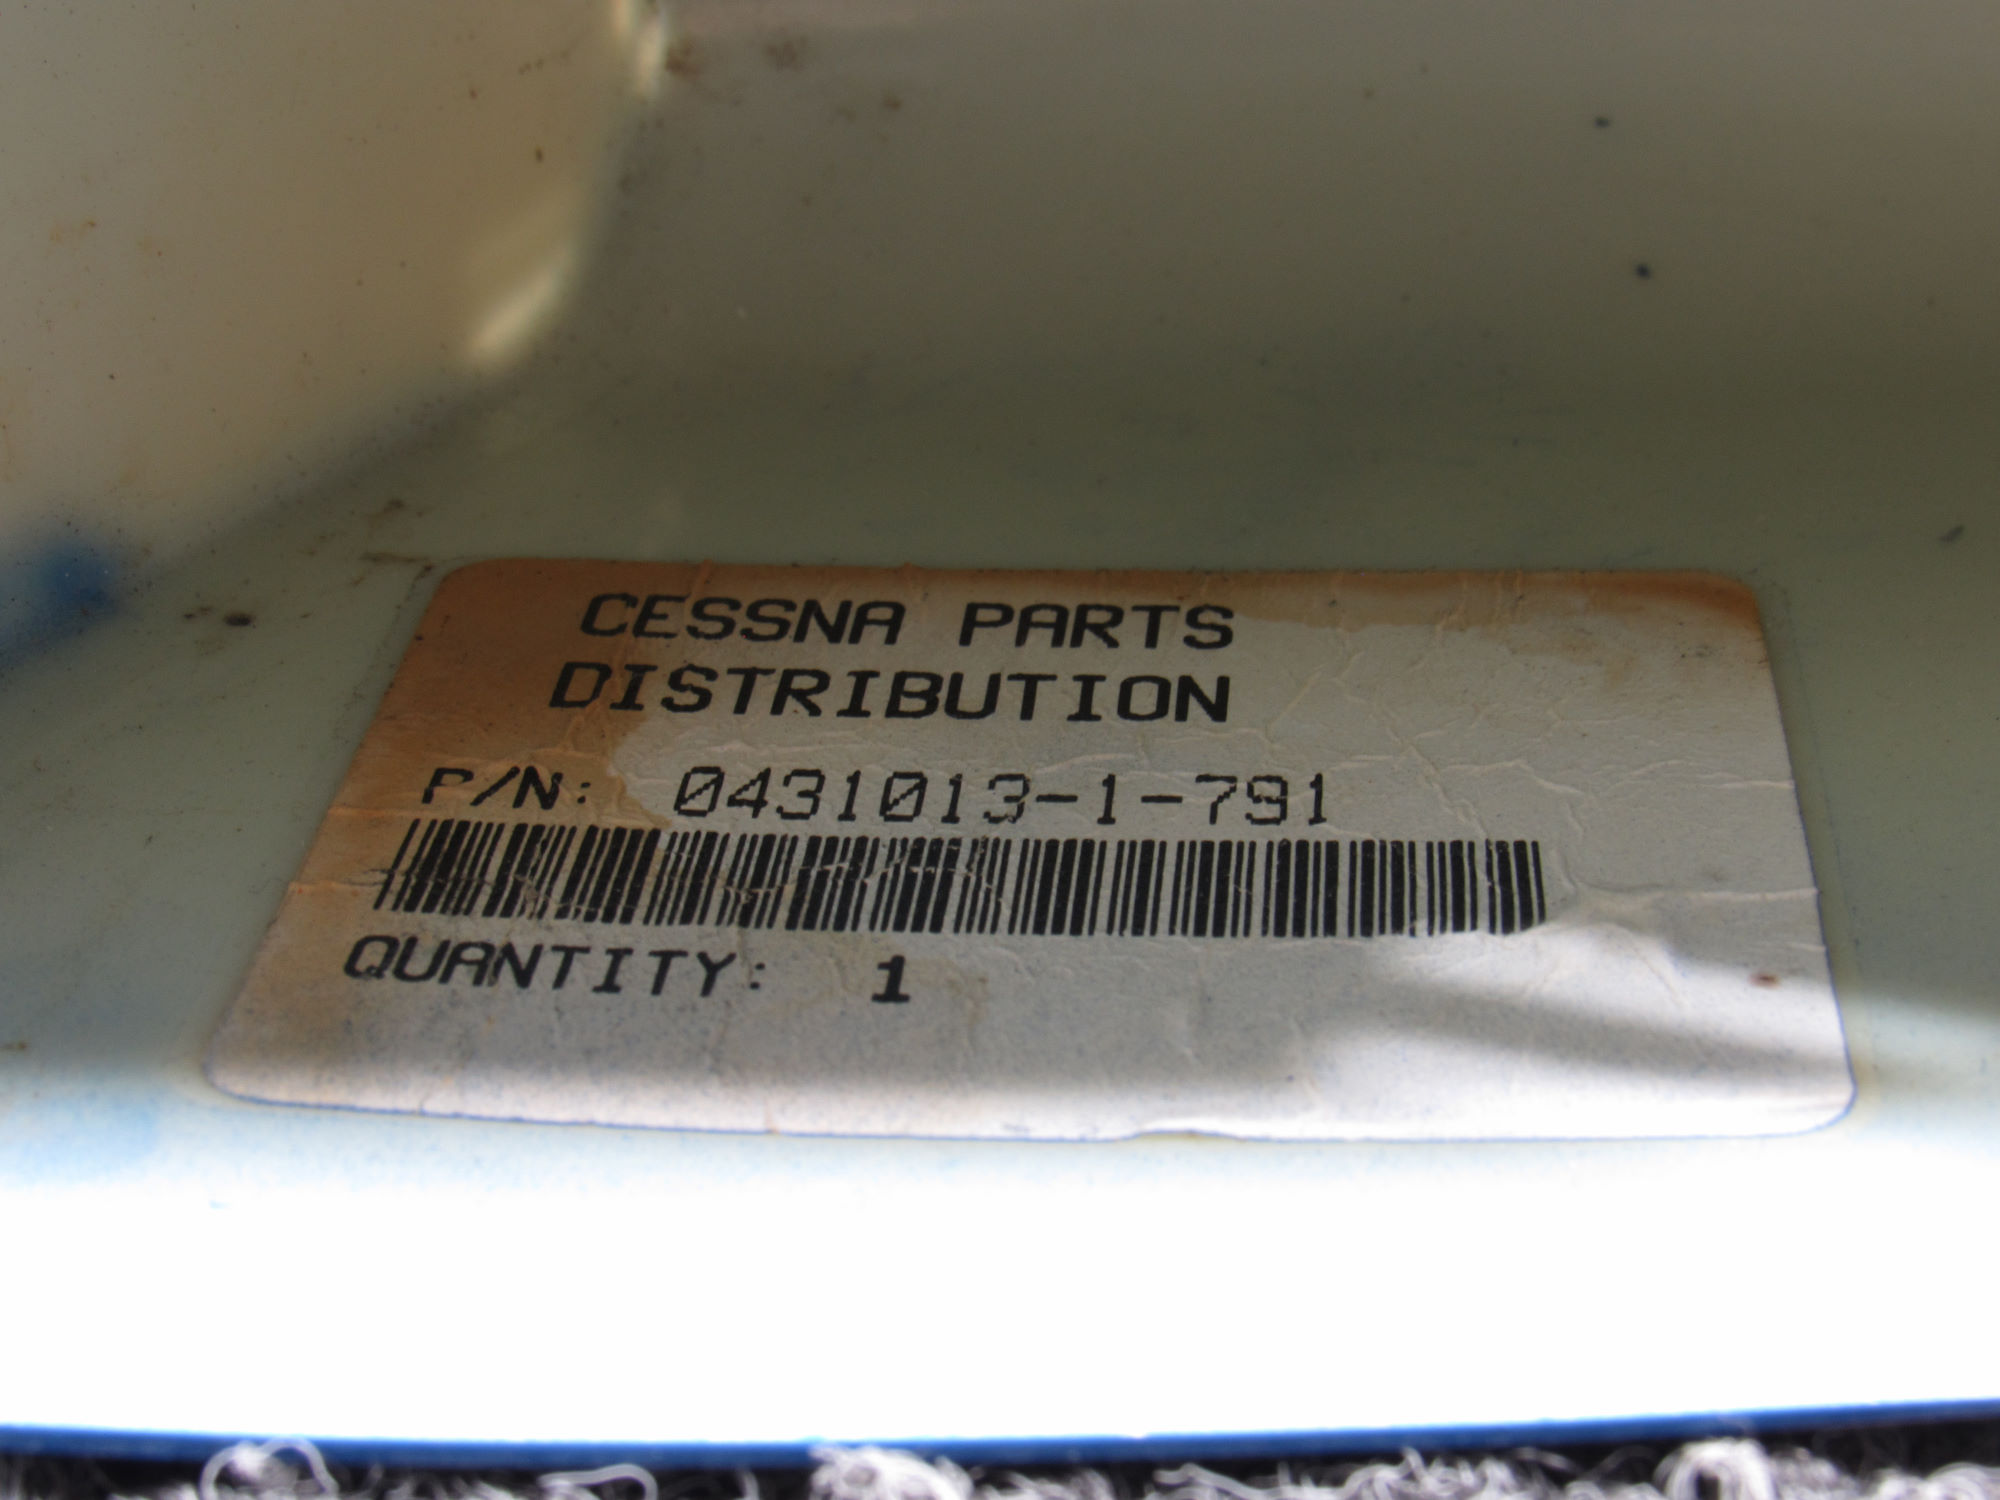 CESSNA PARTS
DISTRIBUTION
P/N: 0431013-1-791
QUANTITY: 1